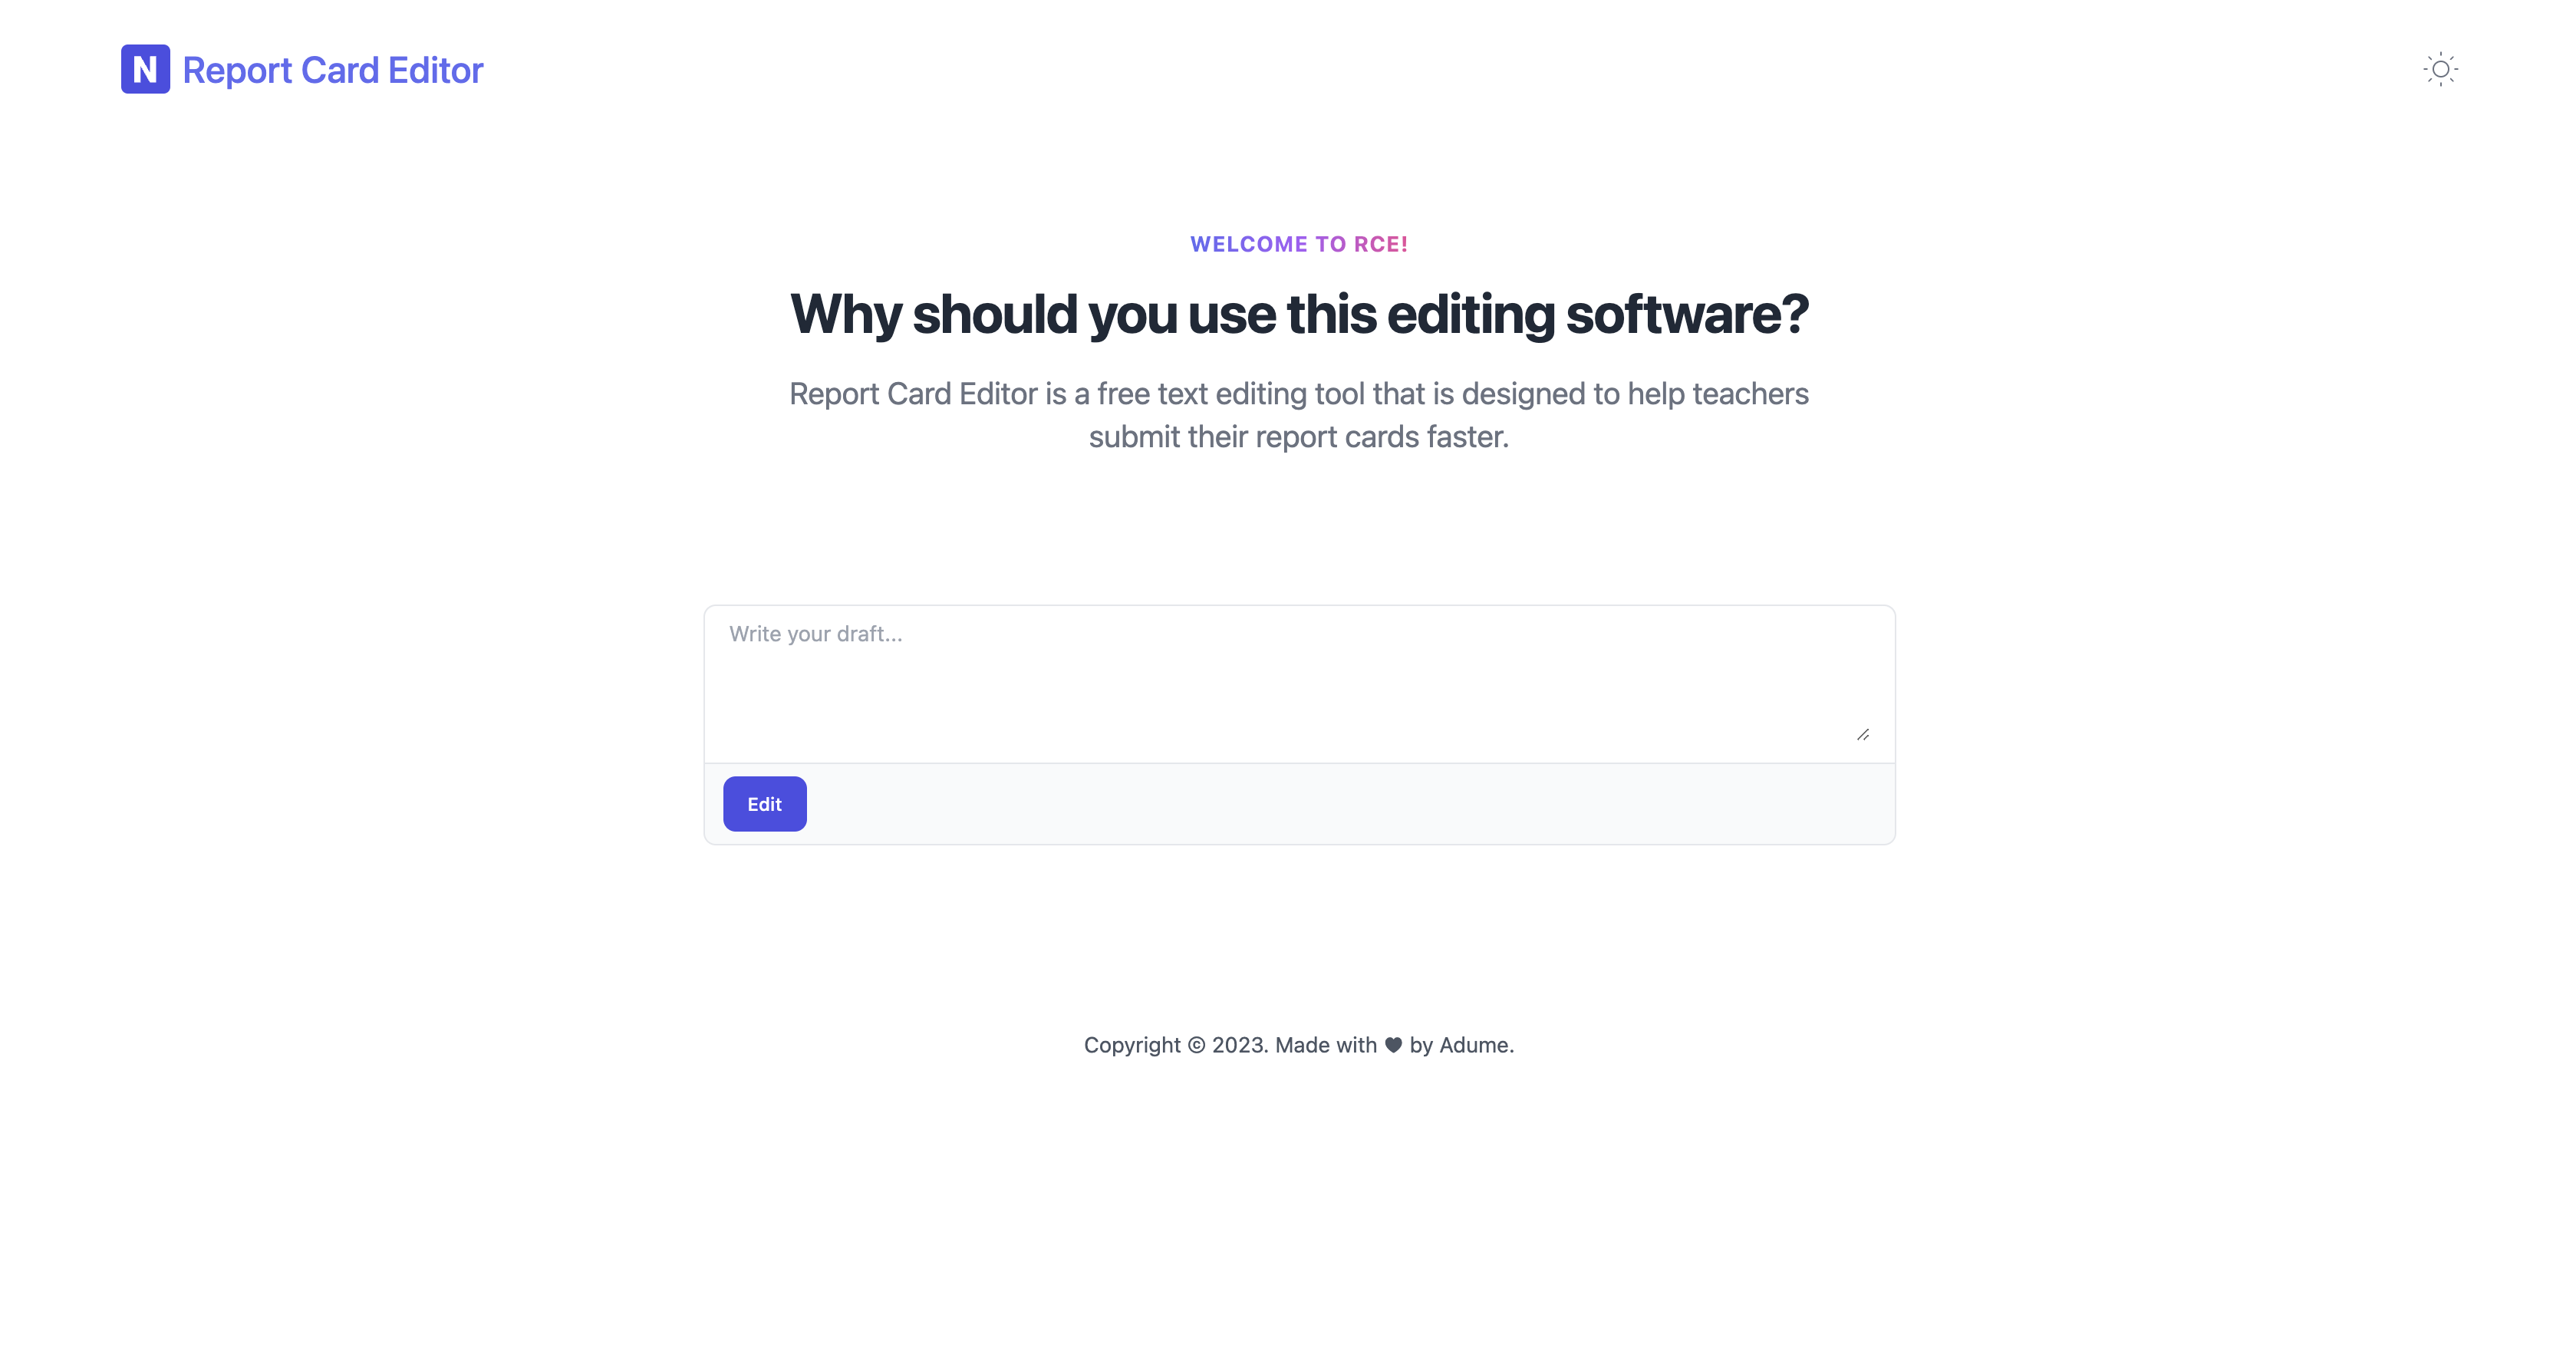 N Report Card Editor
WELCOME TO RCE!
Why should you use this editing software?
Report Card Editor is a free text editing tool that is designed to help teachers
submit their report cards faster.
Write your draft...
Edit
Copyright © 2023. Made with ♥ by Adume.